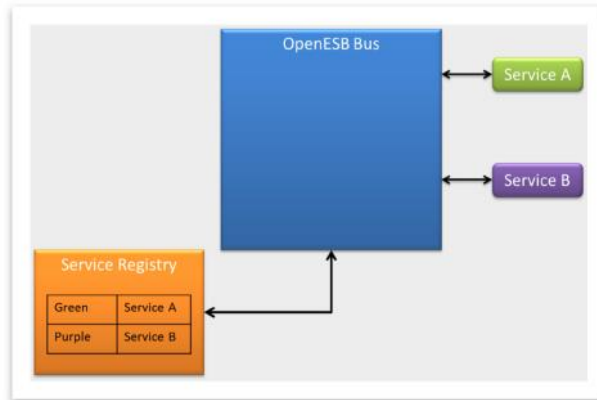 OpenESB Bus
Service A
Service B
Service Registry
Green Service A
Purple Service B